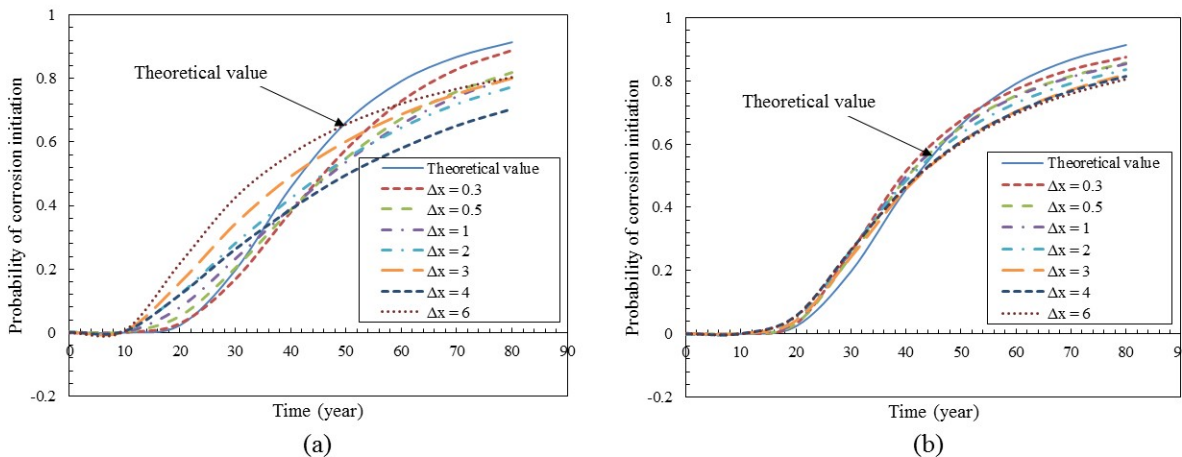 Probability of corrosion initiation
1
0.8
0.6
0.4
0.2
0
-0.2
0 10 20 30 40 50 60 70 80 90
Time (year)
Theoretical value
Theoretical value
Δx = 0.3
Δx = 0.5
Δx = 1
Δx = 2
Δx = 3
Δx = 4
Δx = 6
(a)
Probability of corrosion initiation
1
0.8
0.6
0.4
0.2
0
-0.2
0 10 20 30 40 50 60 70 80 9
Time (year)
Theoretical value
Theoretical value
Δx = 0.3
Δx = 0.5
Δx = 1
Δx = 2
Δx = 3
Δx = 4
Δx = 6
(b)